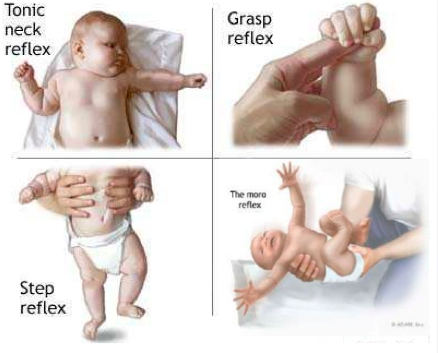 Tonic
neck
reflex
Grasp
reflex
Step
reflex
The moro
reflex